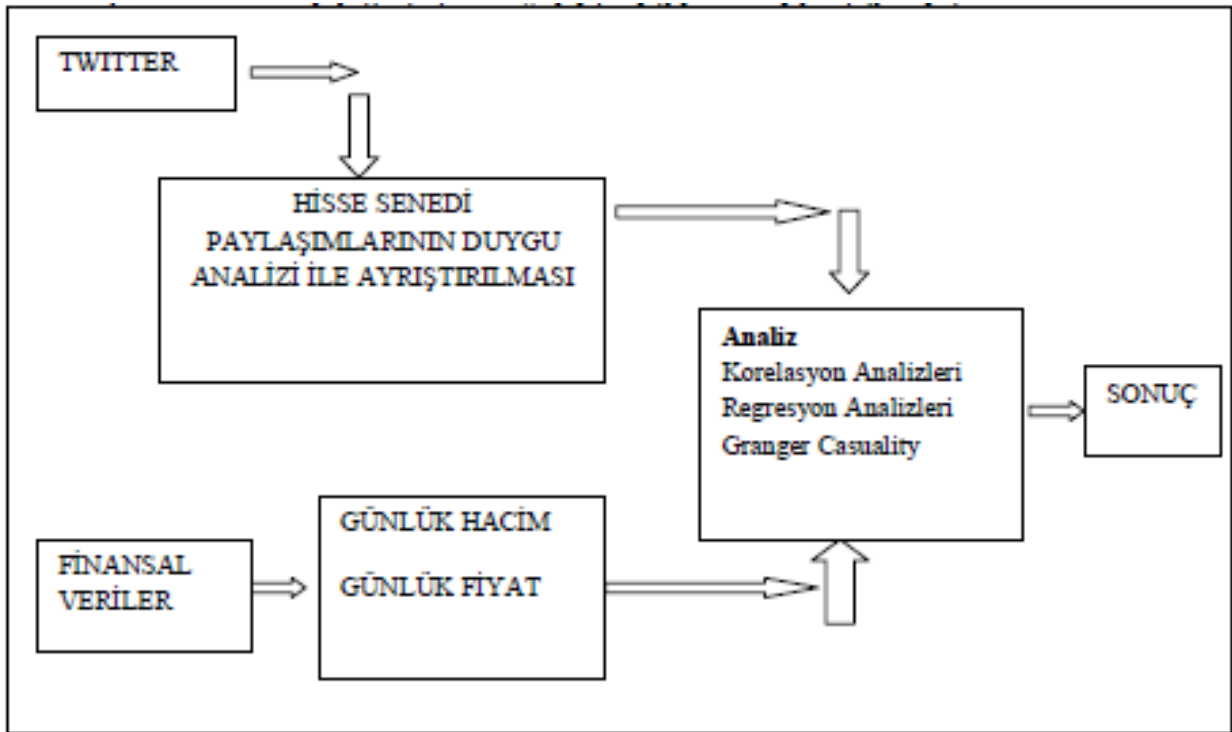 TWITTER
HİSSE SENEDİ
PAYLAŞIMLARININ DUYGU
ANALİZİ İLE AYRIŞTIRILMASI
Analiz
Korelasyon Analizleri
Regresyon Analizleri
Granger Casuality
SONUÇ
FİNANSAL
VERİLER
GÜNLÜK HACİM
GÜNLÜK FİYAT